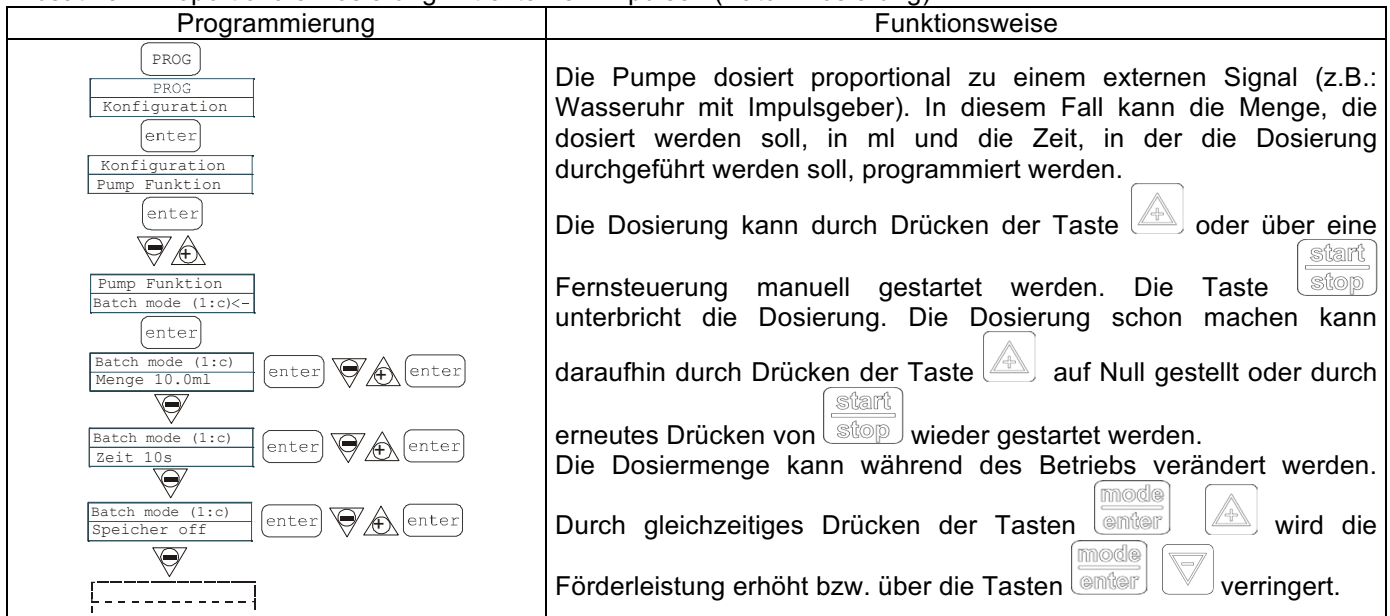 Programmierung
Funktionsweise
PROG
PROG
Konfiguration
enter
Konfiguration
Pump Funktion
enter
Pump Funktion
Batch mode (1:c)<-
enter
Batch mode (1:c)
Menge 10.0ml
enter
enter
Batch mode (1:c)
Zeit 10s
enter
enter
Batch mode (1:c)
Speicher off
enter
enter
Die Pumpe dosiert proportional zu einem externen Signal (z.B.:
Wasseruhr mit Impulsgeber). In diesem Fall kann die Menge, die
dosiert werden soll, in ml und die Zeit, in der die Dosierung
durchgeführt werden soll, programmiert werden.
Die Dosierung kann durch Drücken der Taste + oder über eine
Fernsteuerung manuell gestartet werden. Die Taste start stop
unterbricht die Dosierung. Die Dosierung schon machen kann
daraufhin durch Drücken der Taste + auf Null gestellt oder durch
erneutes Drücken von start stop wieder gestartet werden.
Die Dosiermenge kann während des Betriebs verändert werden.
Durch gleichzeitiges Drücken der Tasten mode enter + wird die
Förderleistung erhöht bzw. über die Tasten mode enter − verringert.